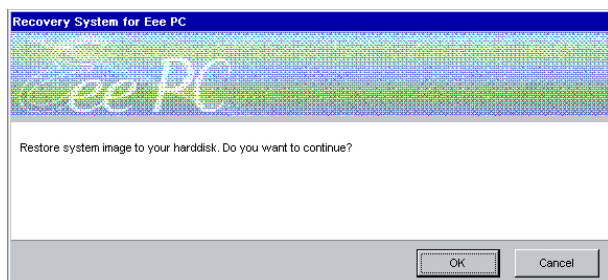 Recovery System for Eee PC
Eee PC
Restore system image to your harddisk. Do you want to continue?
OK
Cancel